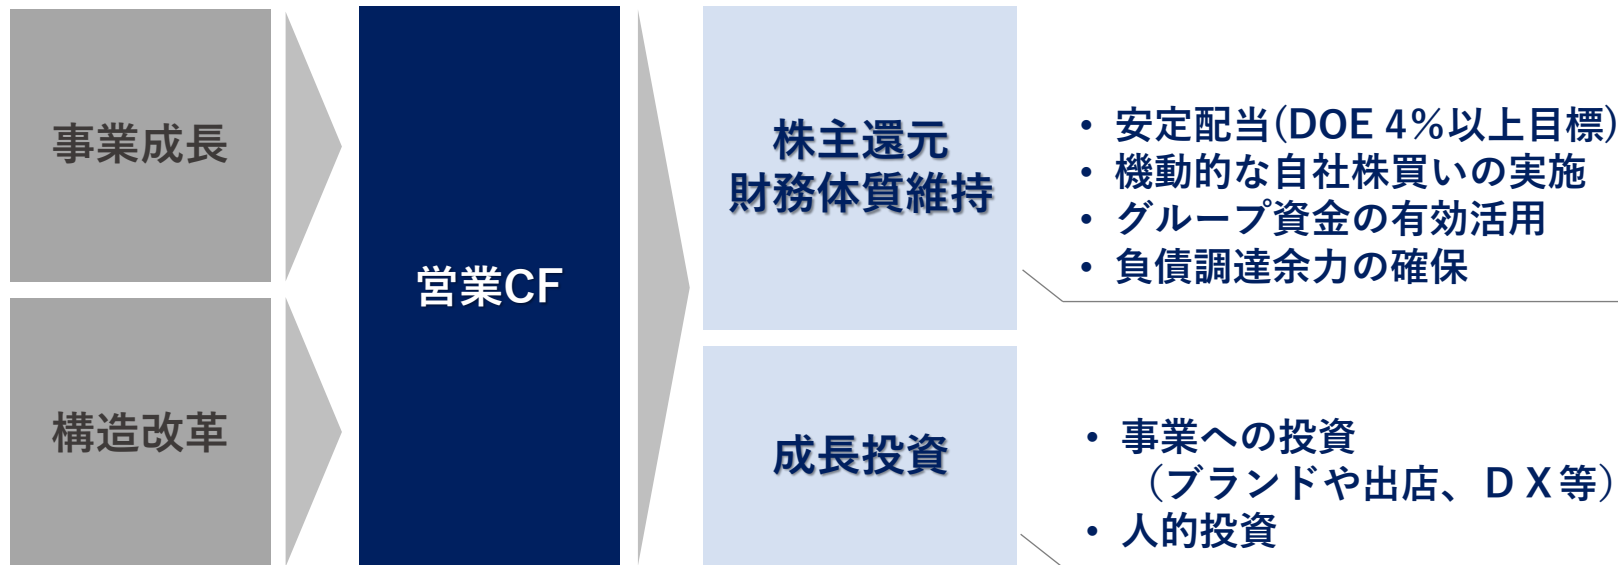 事業成長
構造改革
営業CF
株主還元
財務体質維持
• 安定配当(DOE 4%以上目標)
• 機動的な自社株買いの実施
• グループ資金の有効活用
• 負債調達余力の確保
成長投資
• 事業への投資
（ブランドや出店、ＤＸ等）
• 人的投資